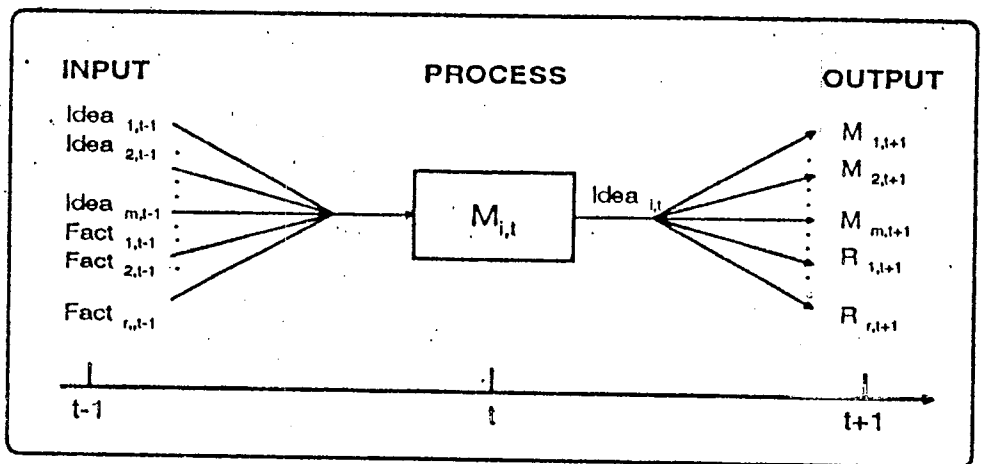 INPUT PROCESS OUTPUT
Idea 1,t-1
Idea 2,t-1
Idea m,t-1
Fact 1,t-1
Fact 2,t-1
Fact r,,t-1
M i,t
Idea i,t
M 1,t+1
M 2,t+1
M m,t+1
R 1,t+1
R r,t+1
t-1 t t+1